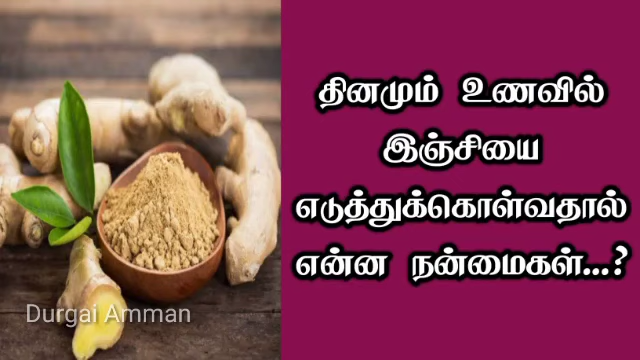 தினமும் உணவில்
இஞ்சியை
எடுத்துக்கொள்வதால்
என்ன நன்மைகள்...?
Durgai Amman